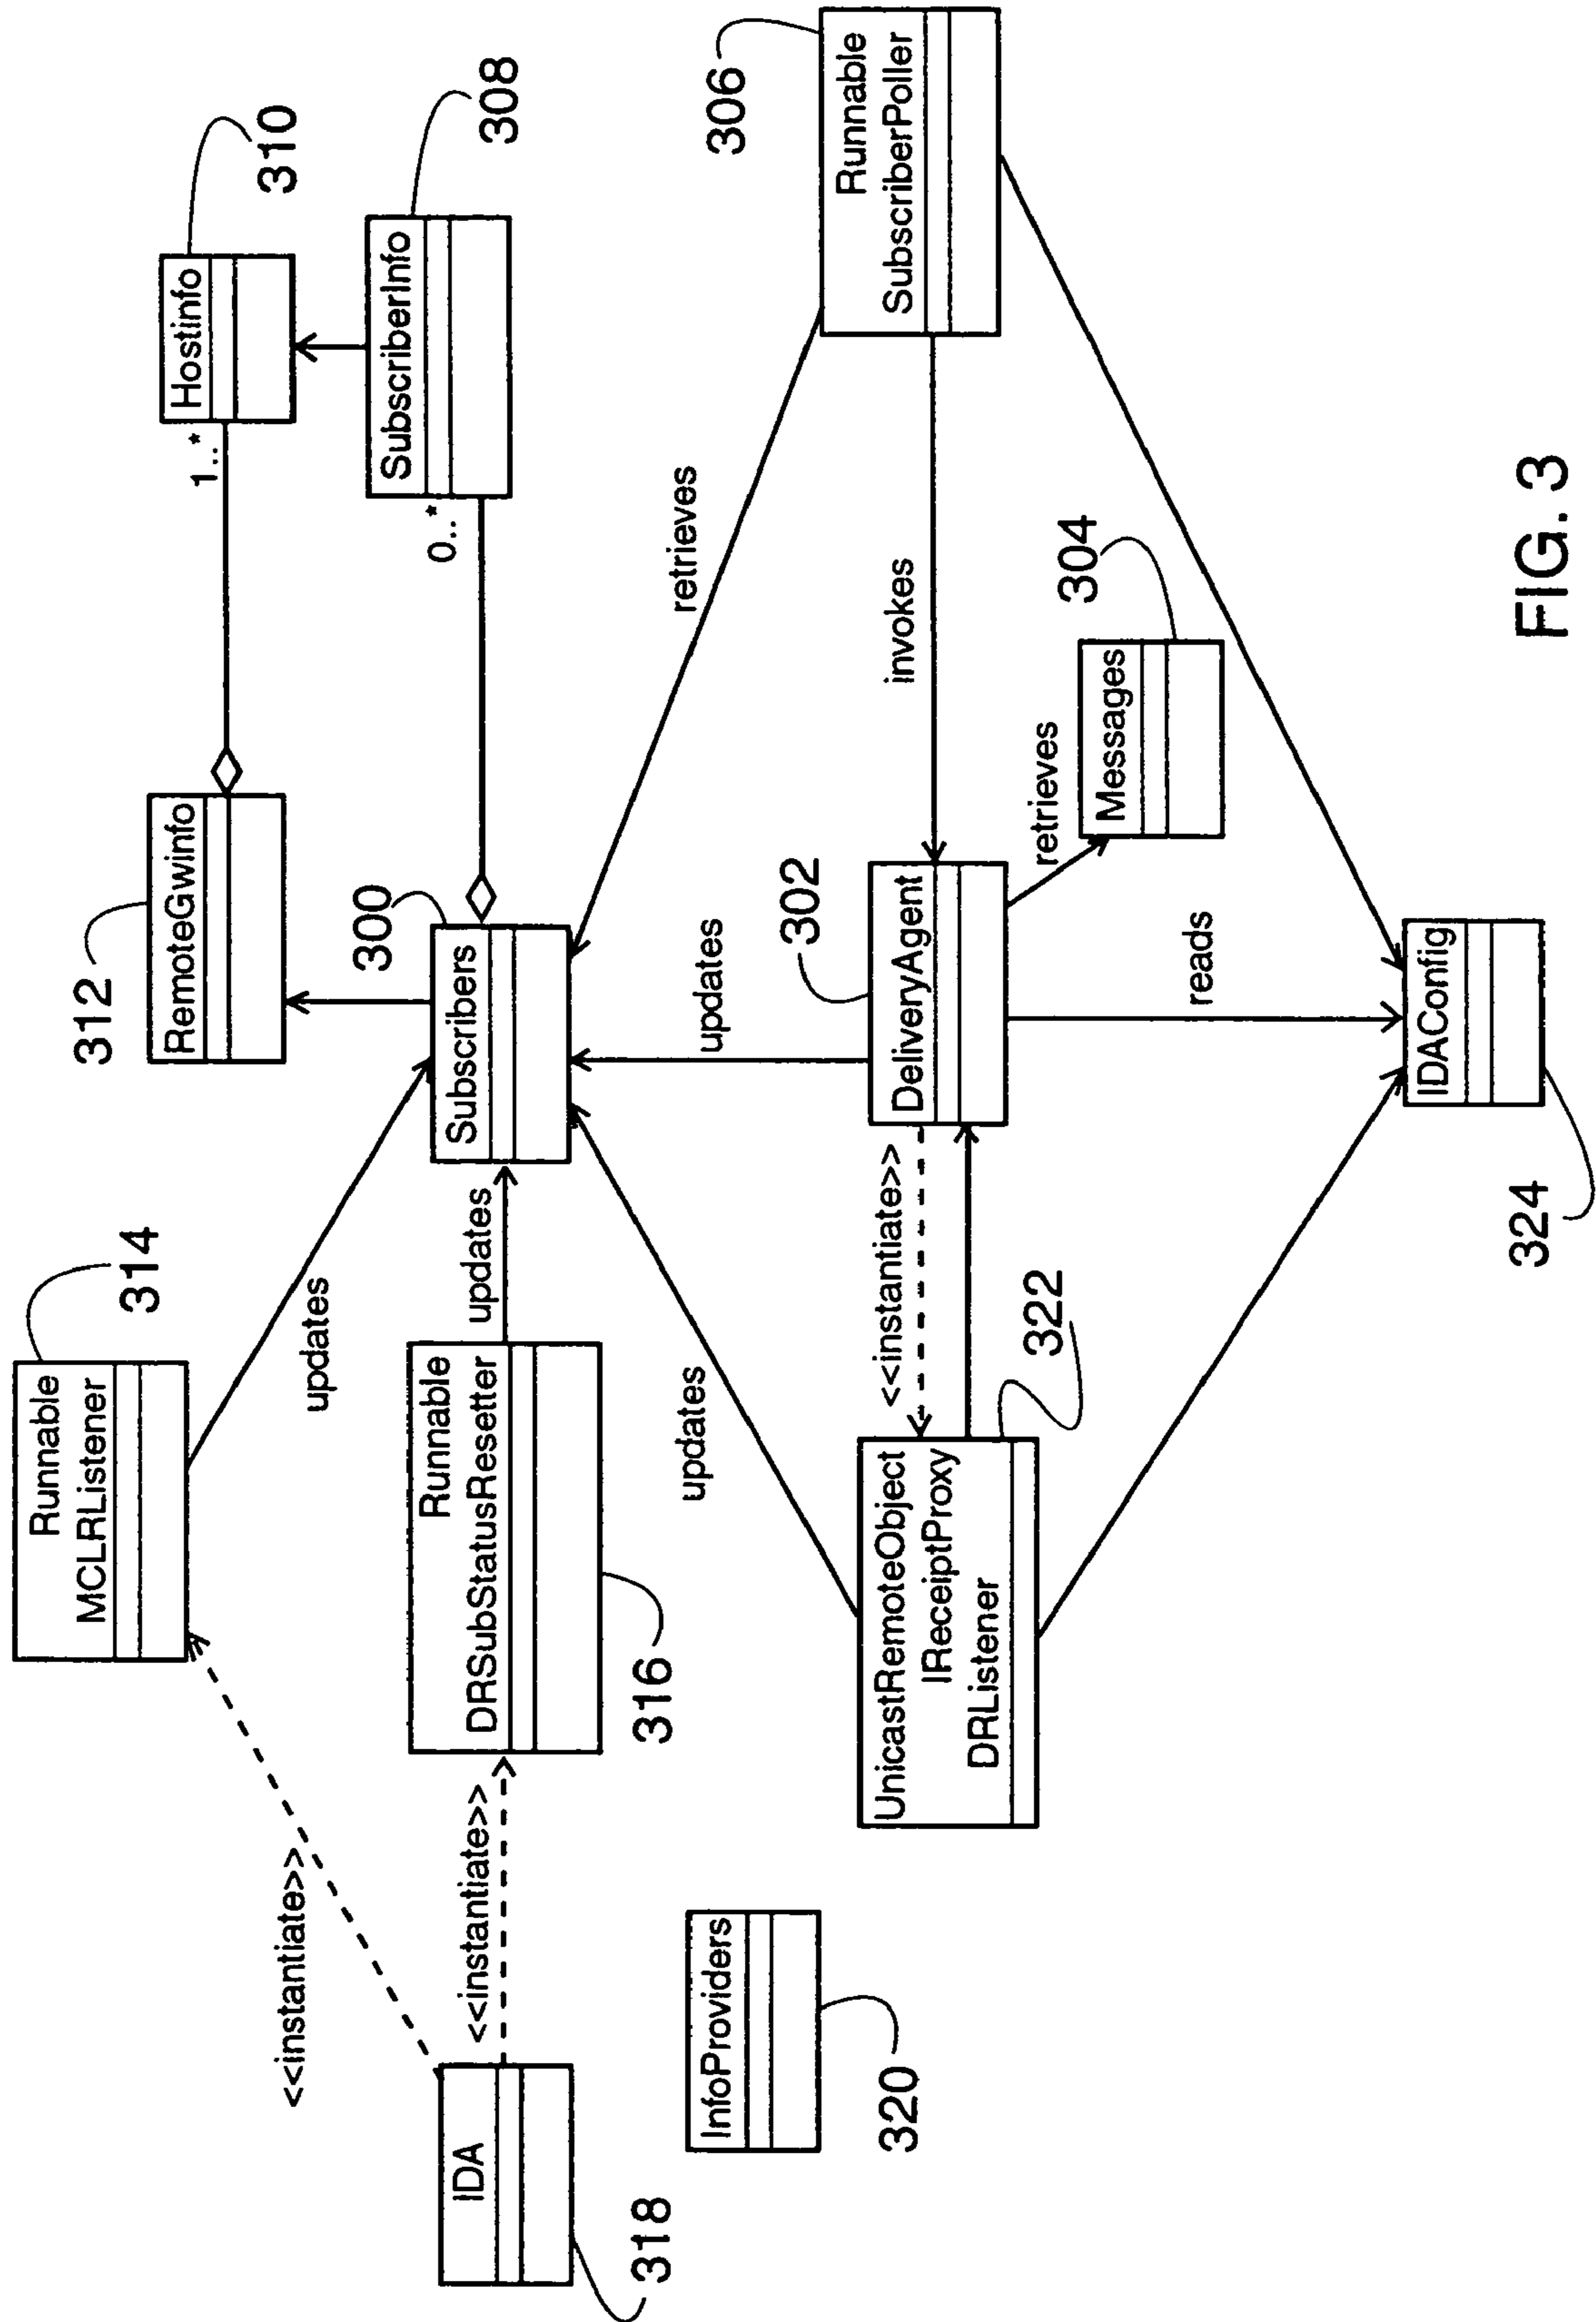 314
Runnable
MCLRListener
<<instantiate>>
updates
312
RemoteGwinfo
1..*
Hostinfo
310
IDA
318
<<instantiate>>
Runnable
DRSubStatusResetter
316
updates
300
Subscribers
0..*
SubscriberInfo
308
InfoProviders
320
updates
updates
retrieves
UnicastRemoteObject
IReceiptProxy
DRListener
322
<<instantiate>>
302
DeliveryAgent
invokes
306
Runnable
SubscriberPoller
retrieves
Messages
304
reads
IDAConfig
324
FIG. 3